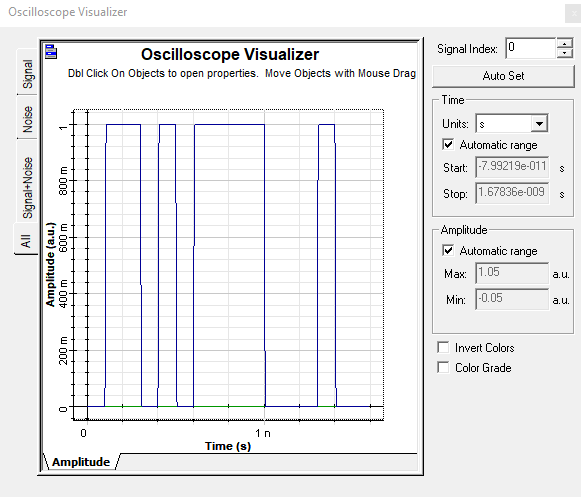 Oscilloscope Visualizer
Oscilloscope Visualizer
Dbl Click On Objects to open properties. Move Objects with Mouse Drag
Signal
Noise
Signal+Noise
All
Amplitude (a.u.)
1
800 m
600 m
400 m
200 m
0
0
1 n
Time (s)
Amplitude
Signal Index: 0
Auto Set
Time
Units: s
Automatic range
Start: -7.99219e-011 s
Stop: 1.67836e-009 s
Amplitude
Automatic range
Max: 1.05 a.u.
Min: -0.05 a.u.
Invert Colors
Color Grade